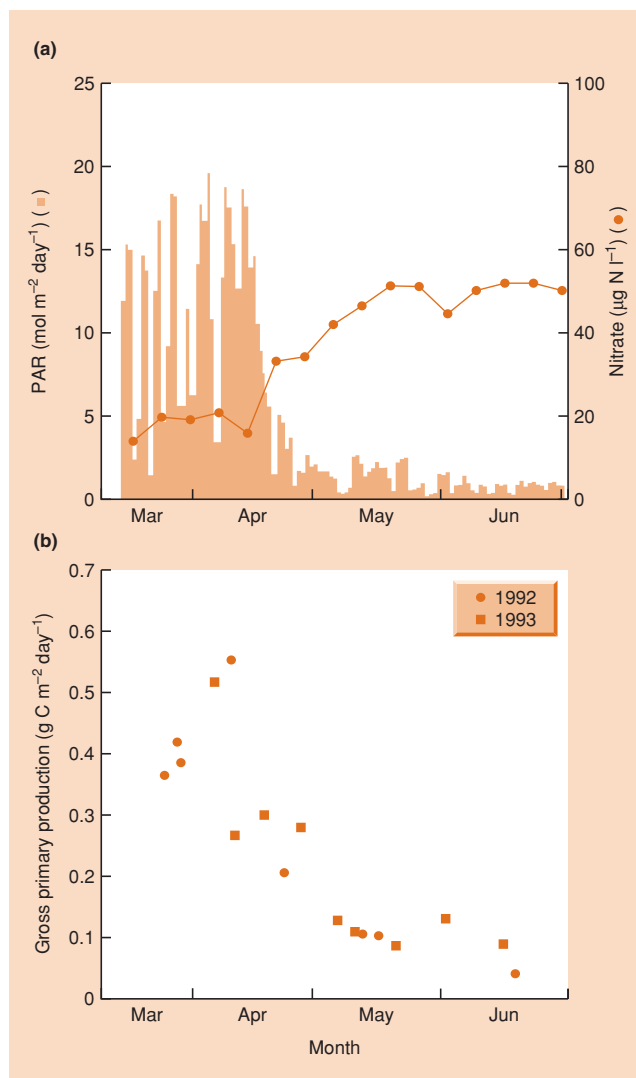 (a)
25
20
15
10
5
0
PAR (mol m⁻² day⁻¹) (■)
100
80
60
40
20
0
Nitrate (µg N l⁻¹) (●)
Mar Apr May Jun
(b)
0.7
0.6
0.5
0.4
0.3
0.2
0.1
0
Gross primary production (g C m⁻² day⁻¹)
1992
1993
Mar Apr May Jun
Month